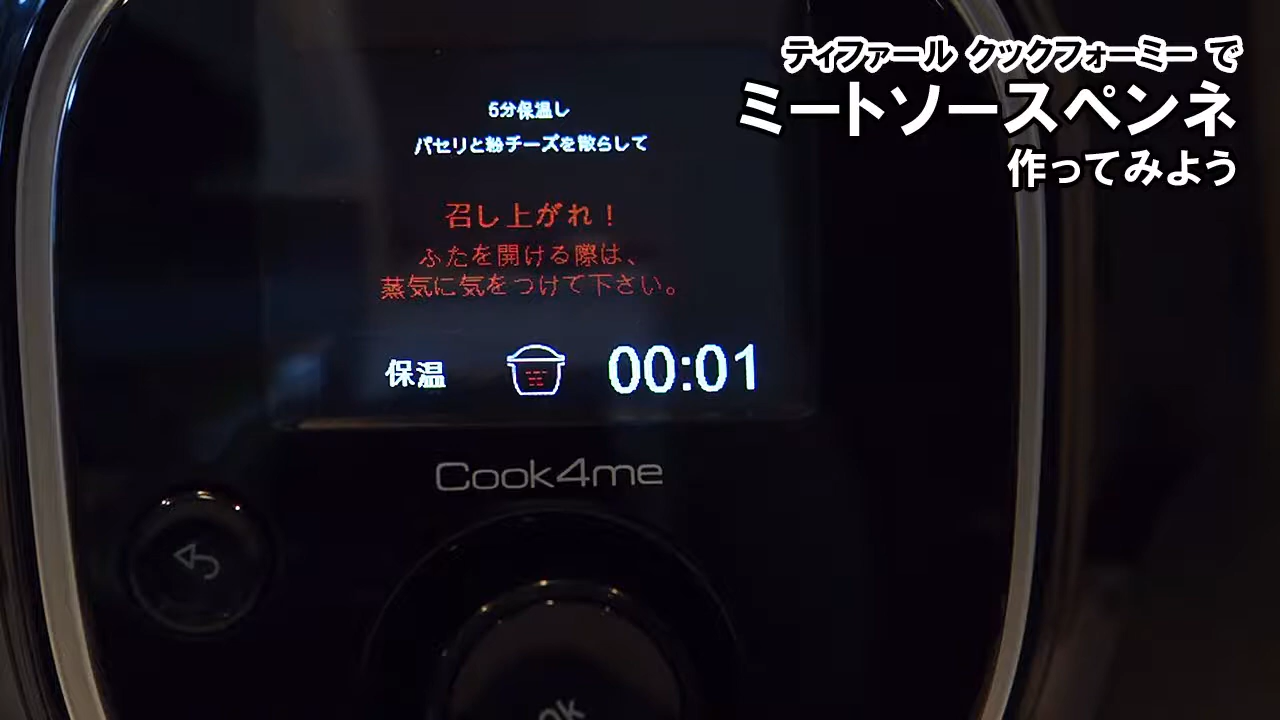 ティファール クックフォーミー で
ミートソースペンネ
作ってみよう
5分保温し
パセリと粉チーズを散らして
召し上がれ！
ふたを開ける際は、
蒸気に気をつけて下さい。
保温 00:01
Cook4me
OK